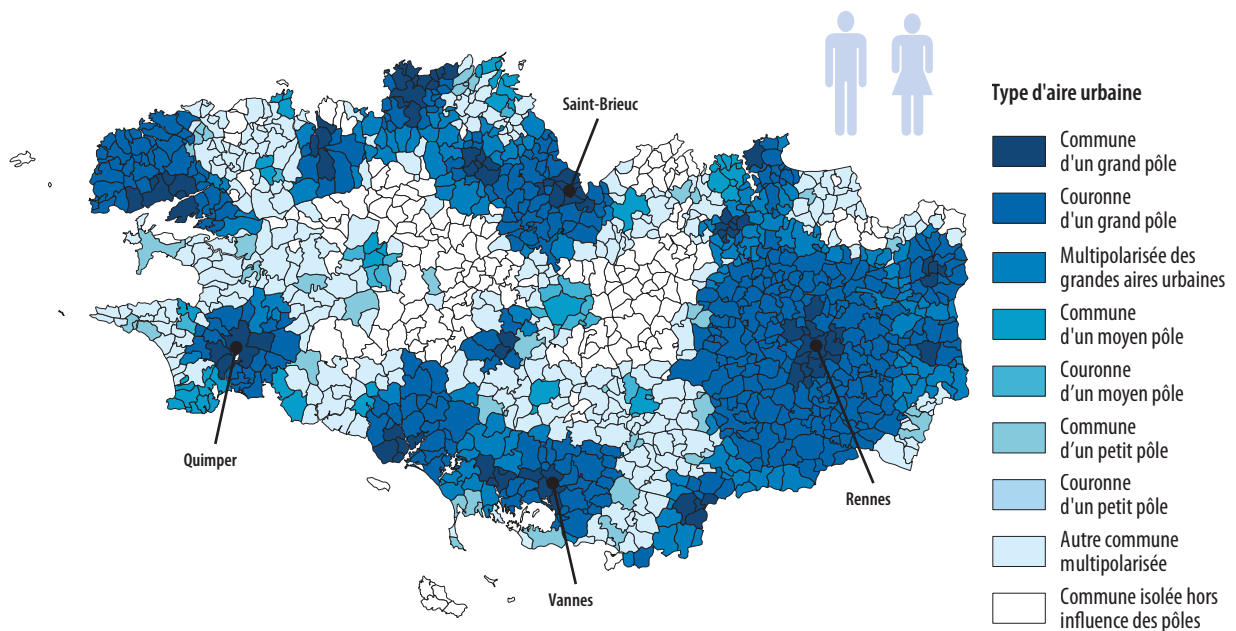 Saint-Brieuc
Quimper
Vannes
Rennes
Type d'aire urbaine
Commune
d'un grand pôle
Couronne
d'un grand pôle
Multipolarisée des
grandes aires urbaines
Commune
d'un moyen pôle
Couronne
d'un moyen pôle
Commune
d'un petit pôle
Couronne
d'un petit pôle
Autre commune
multipolarisée
Commune isolée hors
influence des pôles